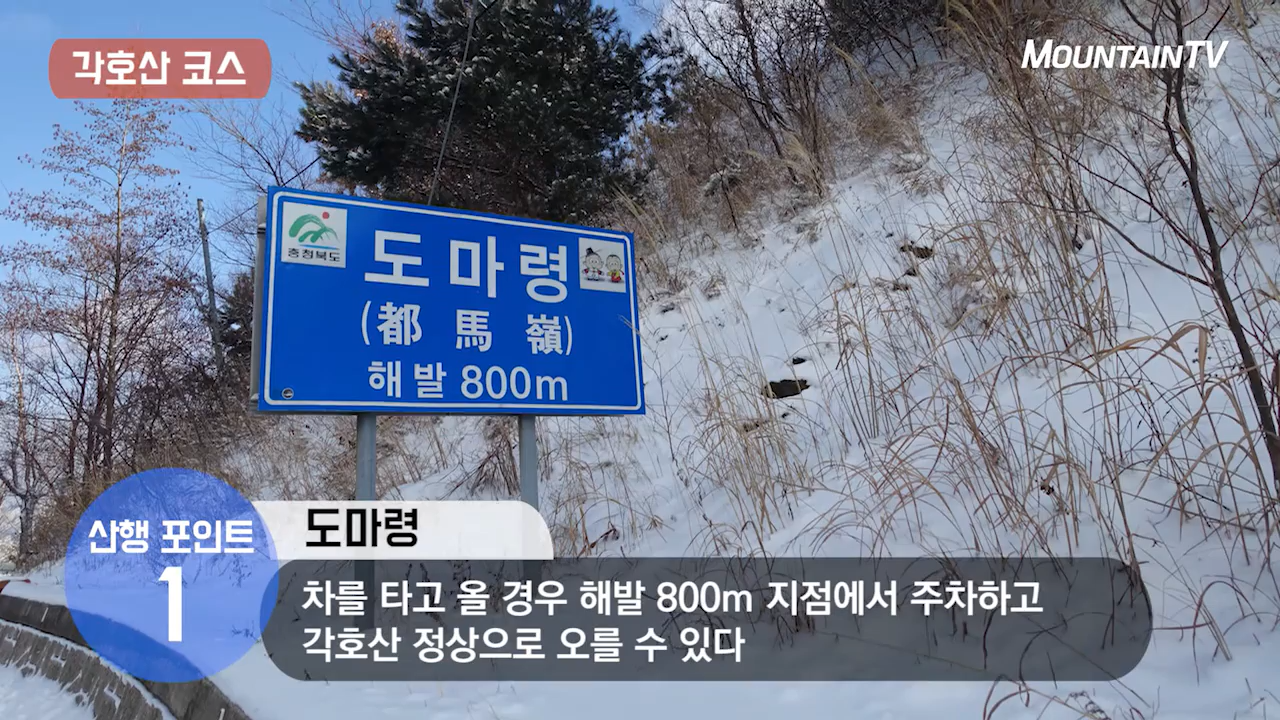 각호산 코스
MOUNTAINTV
충청북도
도마령
(都馬嶺)
해발 800m
산행 포인트
1
도마령
차를 타고 올 경우 해발 800m 지점에서 주차하고
각호산 정상으로 오를 수 있다